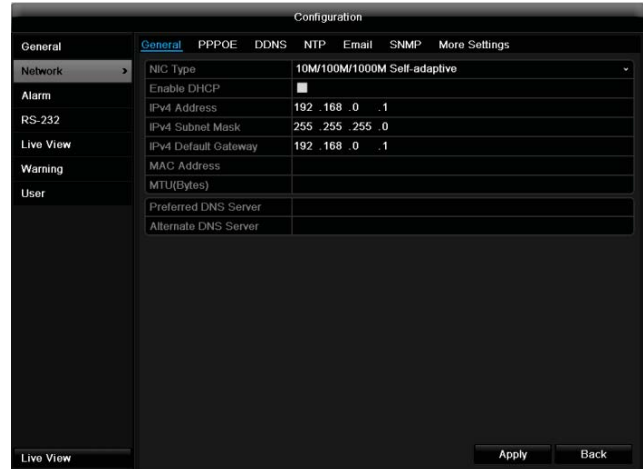 Configuration
General
Network >
Alarm
RS-232
Live View
Warning
User
Live View
General PPPOE DDNS NTP Email SNMP More Settings
NIC Type 10M/100M/1000M Self-adaptive
Enable DHCP
IPv4 Address 192 .168 .0 .1
IPv4 Subnet Mask 255 .255 .255 .0
IPv4 Default Gateway 192 .168 .0 .1
MAC Address
MTU(Bytes)
Preferred DNS Server
Alternate DNS Server
Apply Back